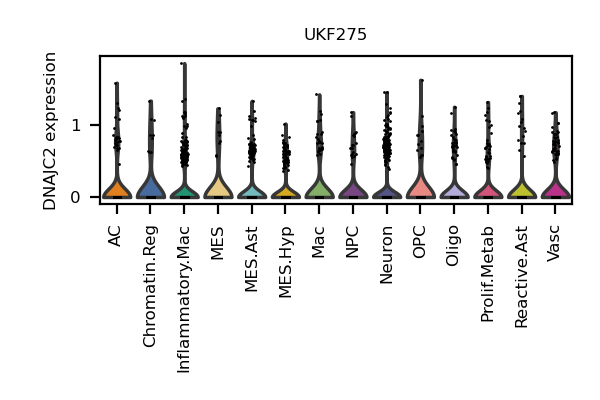 UKF275
DNAJC2 expression
1
0
AC
Chromatin.Reg
Inflammatory.Mac
MES
MES.Ast
MES.Hyp
Mac
NPC
Neuron
OPC
Oligo
Prolif.Metab
Reactive.Ast
Vasc